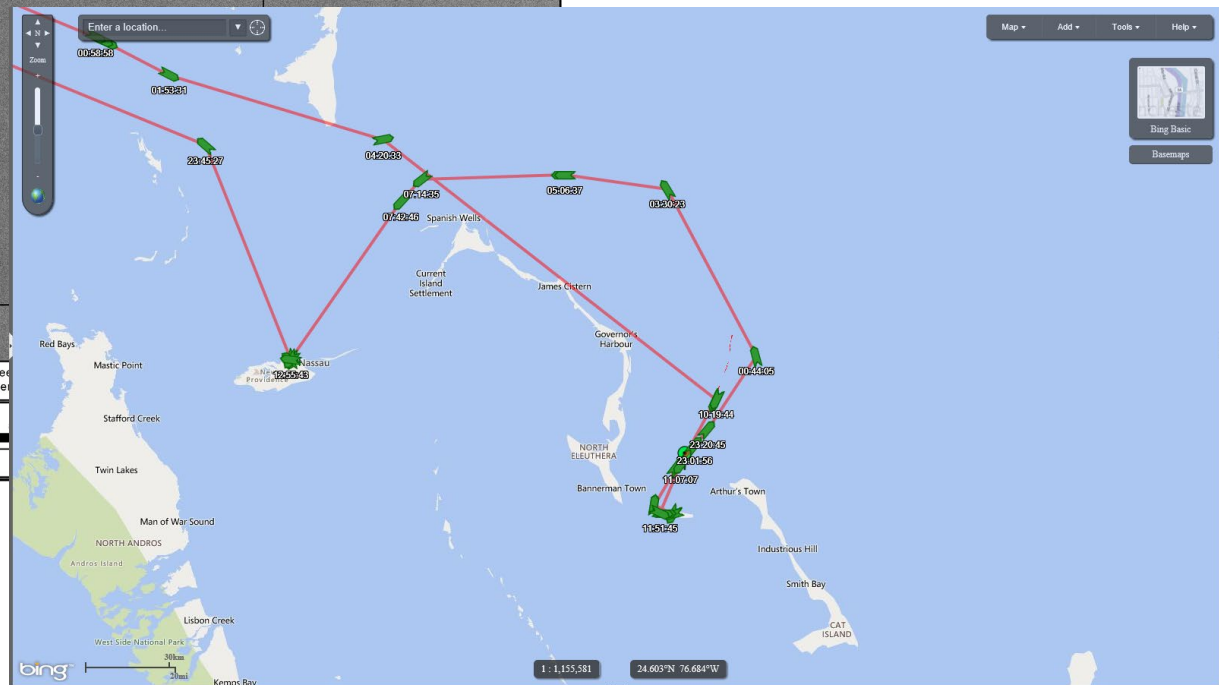 Enter a location...
Map
Add
Tools
Help
N
Zoom
+
-
Bing Basic
Basemaps
00:58:58
01:53:31
04:20:33
23:45:27
07:14:35
05:06:37
03:30:23
07:42:46
Spanish Wells
Current
Island
Settlement
James Cistern
Governor's
Harbour
Red Bays
Mastic Point
Nassau
Providence
12:55:43
00:44:05
10:19:44
Stafford Creek
23:20:45
NORTH
ELEUTHERA
23:01:56
Twin Lakes
11:07:07
Bannerman Town
Arthur's Town
Man of War Sound
11:51:45
NORTH ANDROS
Andros Island
Industrious Hill
Smith Bay
Lisbon Creek
CAT
ISLAND
West Side National Park
30km
20mi
bing
Kemps Bay
1 : 1,155,581
24.603°N 76.684°W